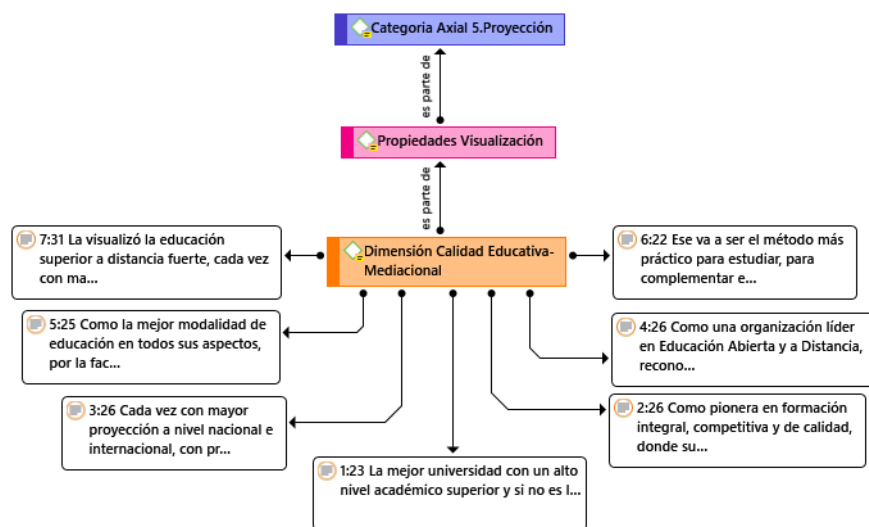 Categoria Axial 5.Proyección
es parte de
Propiedades Visualización
es parte de
Dimensión Calidad Educativa-
Mediacional
7:31 La visualizó la educación
superior a distancia fuerte, cada vez
con ma...
6:22 Ese va a ser el método más
práctico para estudiar, para
complementar e...
5:25 Como la mejor modalidad de
educación en todos sus aspectos,
por la fac...
4:26 Como una organización líder
en Educación Abierta y a Distancia,
recono...
3:26 Cada vez con mayor
proyección a nivel nacional e
internacional, con pr...
2:26 Como pionera en formación
integral, competitiva y de calidad,
donde su...
1:23 La mejor universidad con un alto
nivel académico superior y si no es l...